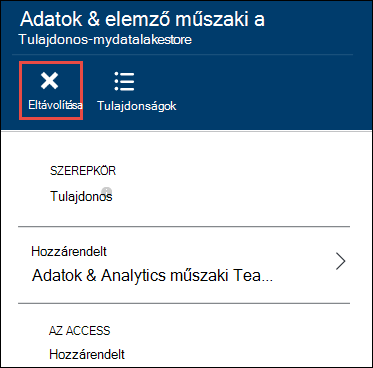 Adatok & elemző műszaki a
Tulajdonos-mydatalakestore
Eltávolítása
Tulajdonságok
SZEREPKÖR
Tulajdonos
Hozzárendelt
Adatok & Analytics műszaki Tea...
AZ ACCESS
Hozzárendelt